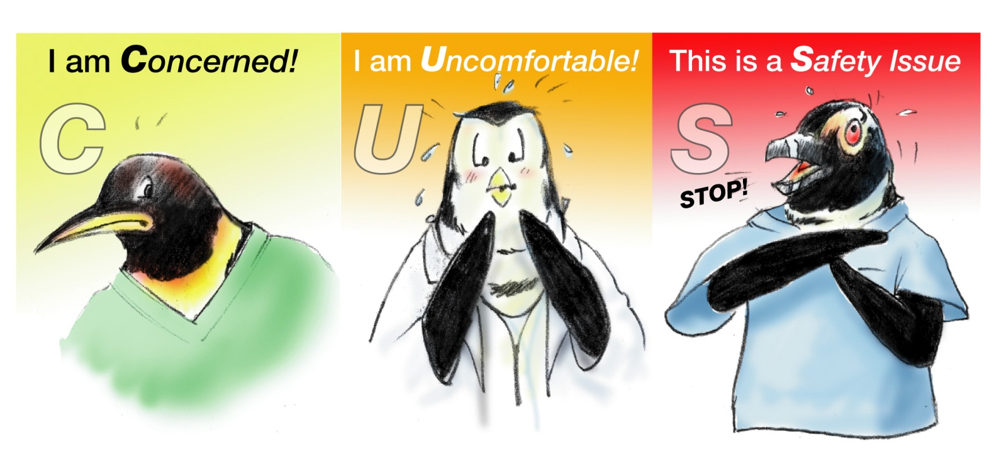 I am Concerned!
C
I am Uncomfortable!
U
This is a Safety Issue
S
STOP!